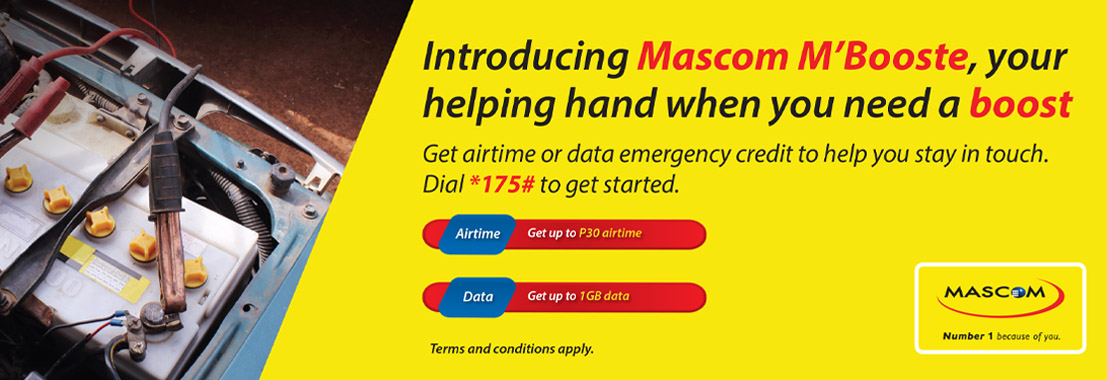 Introducing Mascom M’Booste, your
helping hand when you need a boost
Get airtime or data emergency credit to help you stay in touch.
Dial *175# to get started.
Airtime Get up to P30 airtime
Data Get up to 1GB data
Terms and conditions apply.
MASCOM
Number 1 because of you.